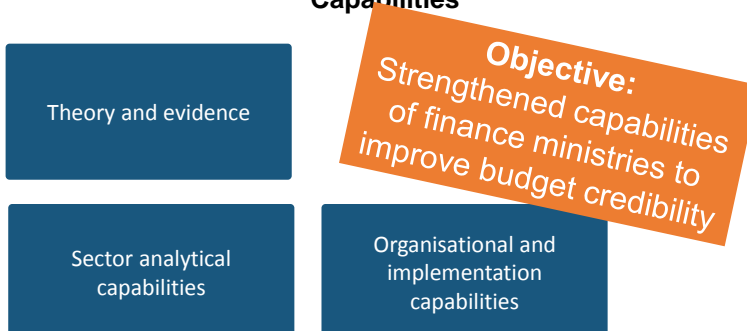 Capabilities
Theory and evidence
Objective:
Strengthened capabilities
of finance ministries to
improve budget credibility
Sector analytical
capabilities
Organisational and
implementation
capabilities